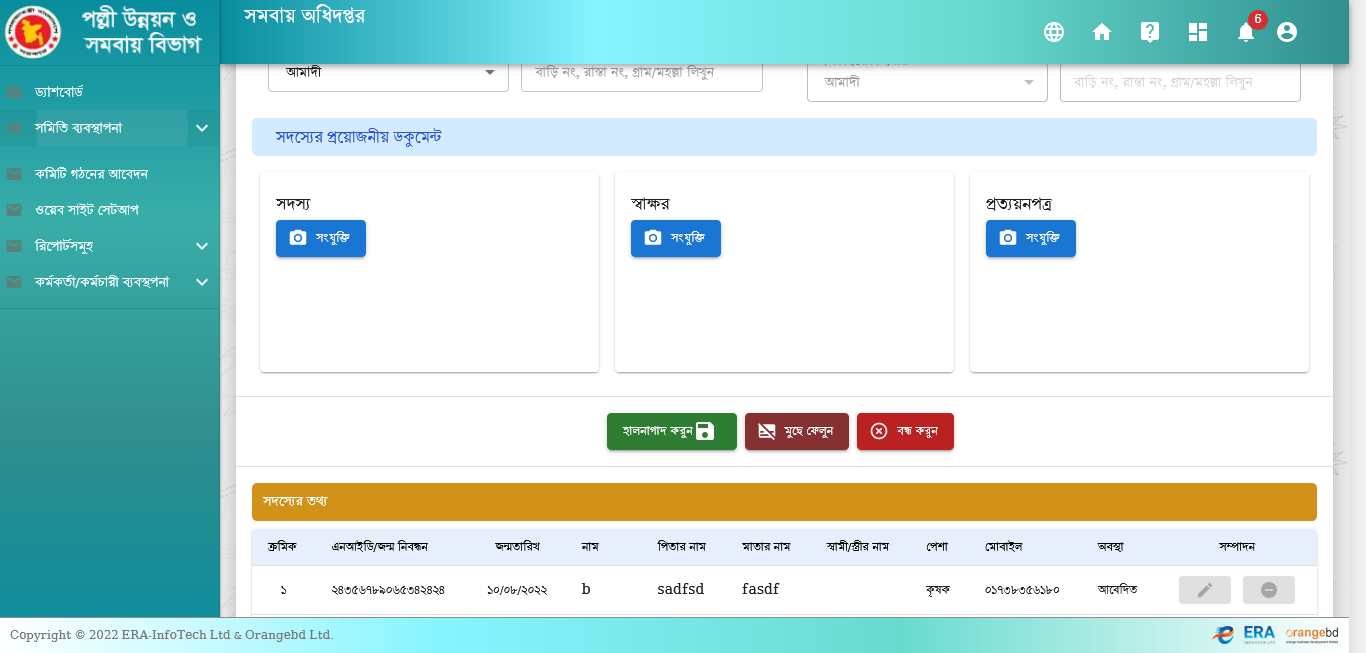 পল্লী উন্নয়ন ও
সমবায় বিভাগ
সমবায় অধিদপ্তর
6
ড্যাশবোর্ড
সমিতি ব্যবস্থাপনা
কমিটি গঠনের আবেদন
ওয়েব সাইট সেটআপ
রিপোর্টসমুহ
কর্মকর্তা/কর্মচারী ব্যবস্থপনা
আমাদী
বাড়ি নং, রাস্তা নং, গ্রাম/মহল্লা লিখুন
আমাদী
বাড়ি নং, রাস্তা নং, গ্রাম/মহল্লা লিখুন
সদস্যের প্রয়োজনীয় ডকুমেন্ট
সদস্য
সংযুক্তি
স্বাক্ষর
সংযুক্তি
প্রত্যয়নপত্র
সংযুক্তি
হালনাগাদ করুন
মুছে ফেলুন
বন্ধ করুন
সদস্যের তথ্য
ক্রমিক এনআইডি/জন্ম নিবন্ধন জন্মতারিখ নাম পিতার নাম মাতার নাম স্বামী/স্ত্রীর নাম পেশা মোবাইল অবস্থা সম্পাদন
১ ২৪৩৫৬৭৮৯০৬৫৩৪২৪২৪ ১০/০৮/২০২২ b sadfsd fasdf কৃষক ০১৭৩৮৩৫৬১৮০ আবেদিত
Copyright © 2022 ERA-InfoTech Ltd & Orangebd Ltd.
ERA
orangebd